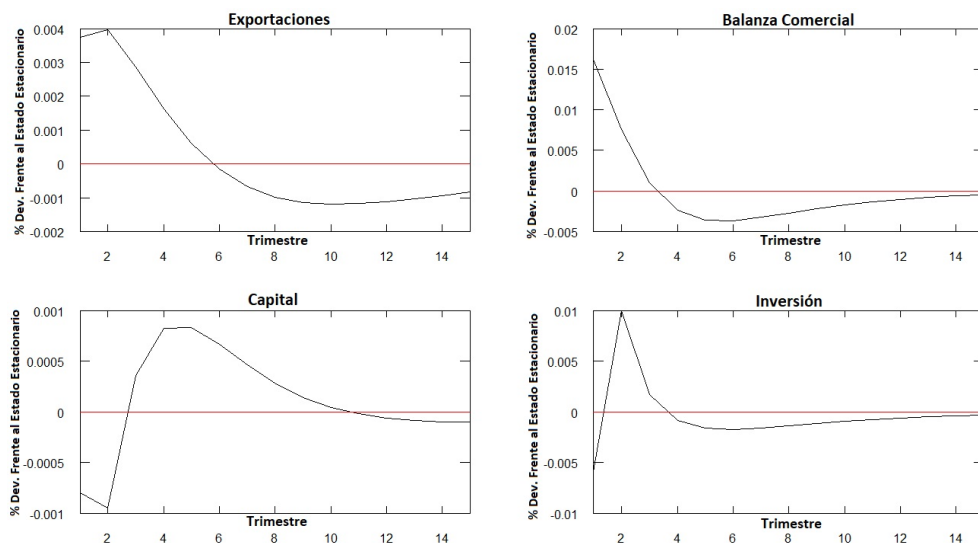 Exportaciones
% Dev. Frente al Estado Estacionario
0.004
0.003
0.002
0.001
0
-0.001
-0.002
Trimestre
2 4 6 8 10 12 14
Balanza Comercial
% Dev. Frente al Estado Estacionario
0.02
0.015
0.01
0.005
0
-0.005
Trimestre
2 4 6 8 10 12 14
Capital
% Dev. Frente al Estado Estacionario
0.001
0.0005
0
-0.0005
-0.001
Trimestre
2 4 6 8 10 12 14
Inversión
% Dev. Frente al Estado Estacionario
0.01
0.005
0
-0.005
-0.01
Trimestre
2 4 6 8 10 12 14